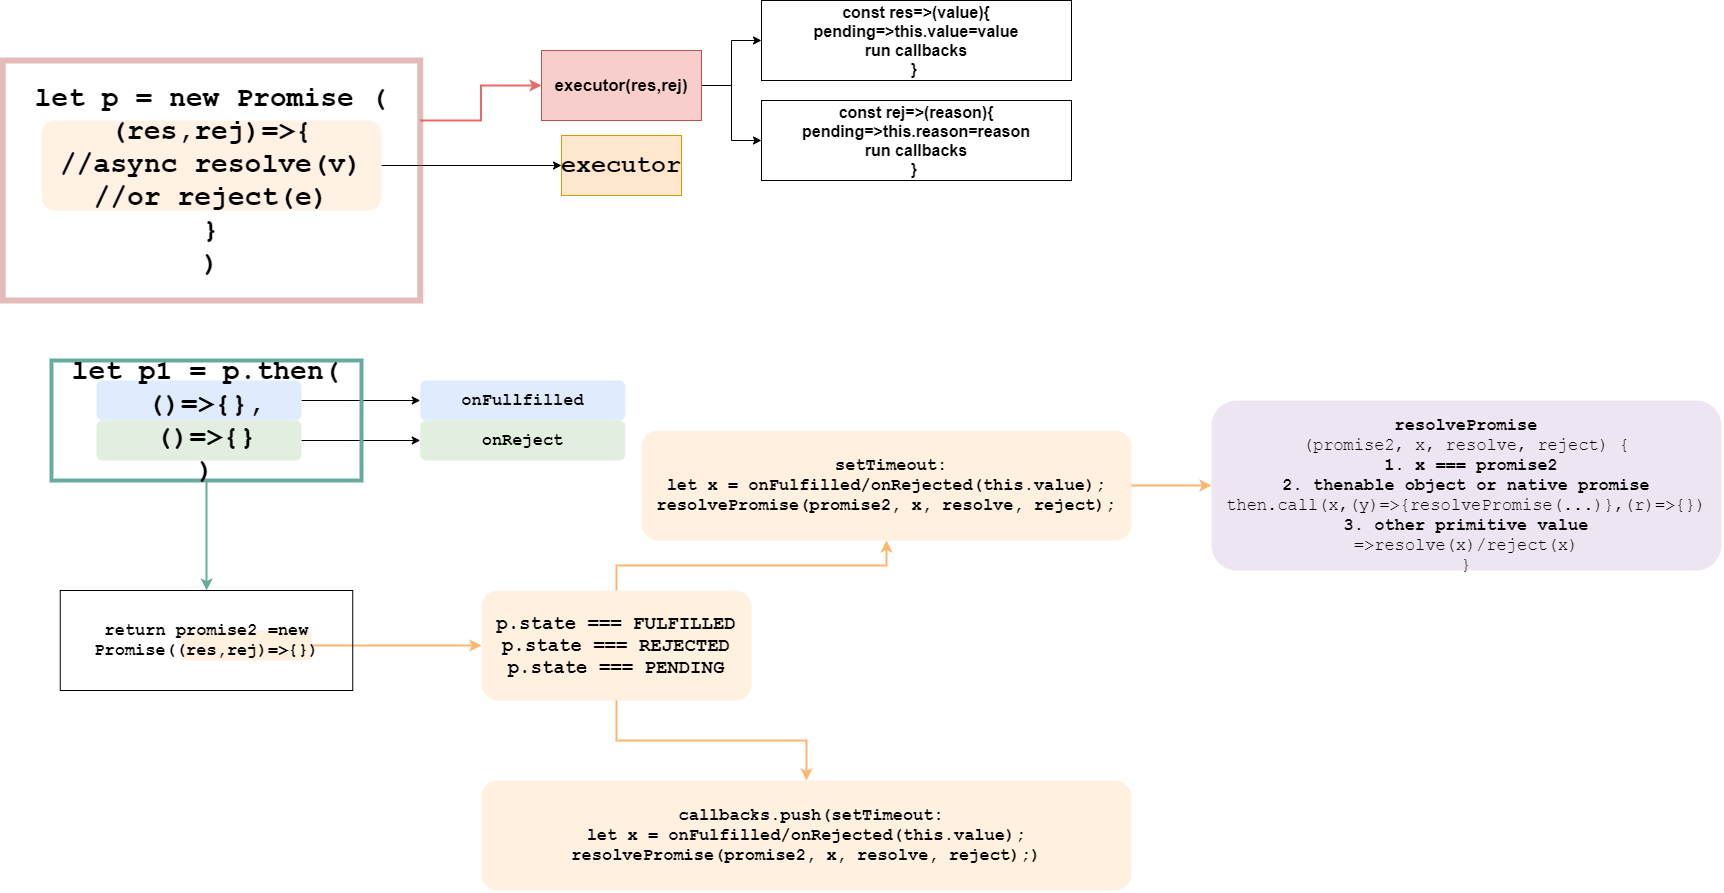 const res=>(value){
pending=>this.value=value
run callbacks
}
let p = new Promise (
(res,rej)=>{
//async resolve(v)
//or reject(e)
}
)
executor(res,rej)
executor
const rej=>(reason){
pending=>this.reason=reason
run callbacks
}
let p1 = p.then(
()=>{},
()=>{}
)
onFullfilled
onReject
setTimeout:
let x = onFulfilled/onRejected(this.value);
resolvePromise(promise2, x, resolve, reject);
resolvePromise
(promise2, x, resolve, reject) {
1. x === promise2
2. thenable object or native promise
then.call(x,(y)=>{resolvePromise(...)},(r)=>{})
3. other primitive value
=>resolve(x)/reject(x)
}
return promise2 =new
Promise((res,rej)=>{})
p.state === FULFILLED
p.state === REJECTED
p.state === PENDING
callbacks.push(setTimeout:
let x = onFulfilled/onRejected(this.value);
resolvePromise(promise2, x, resolve, reject);)